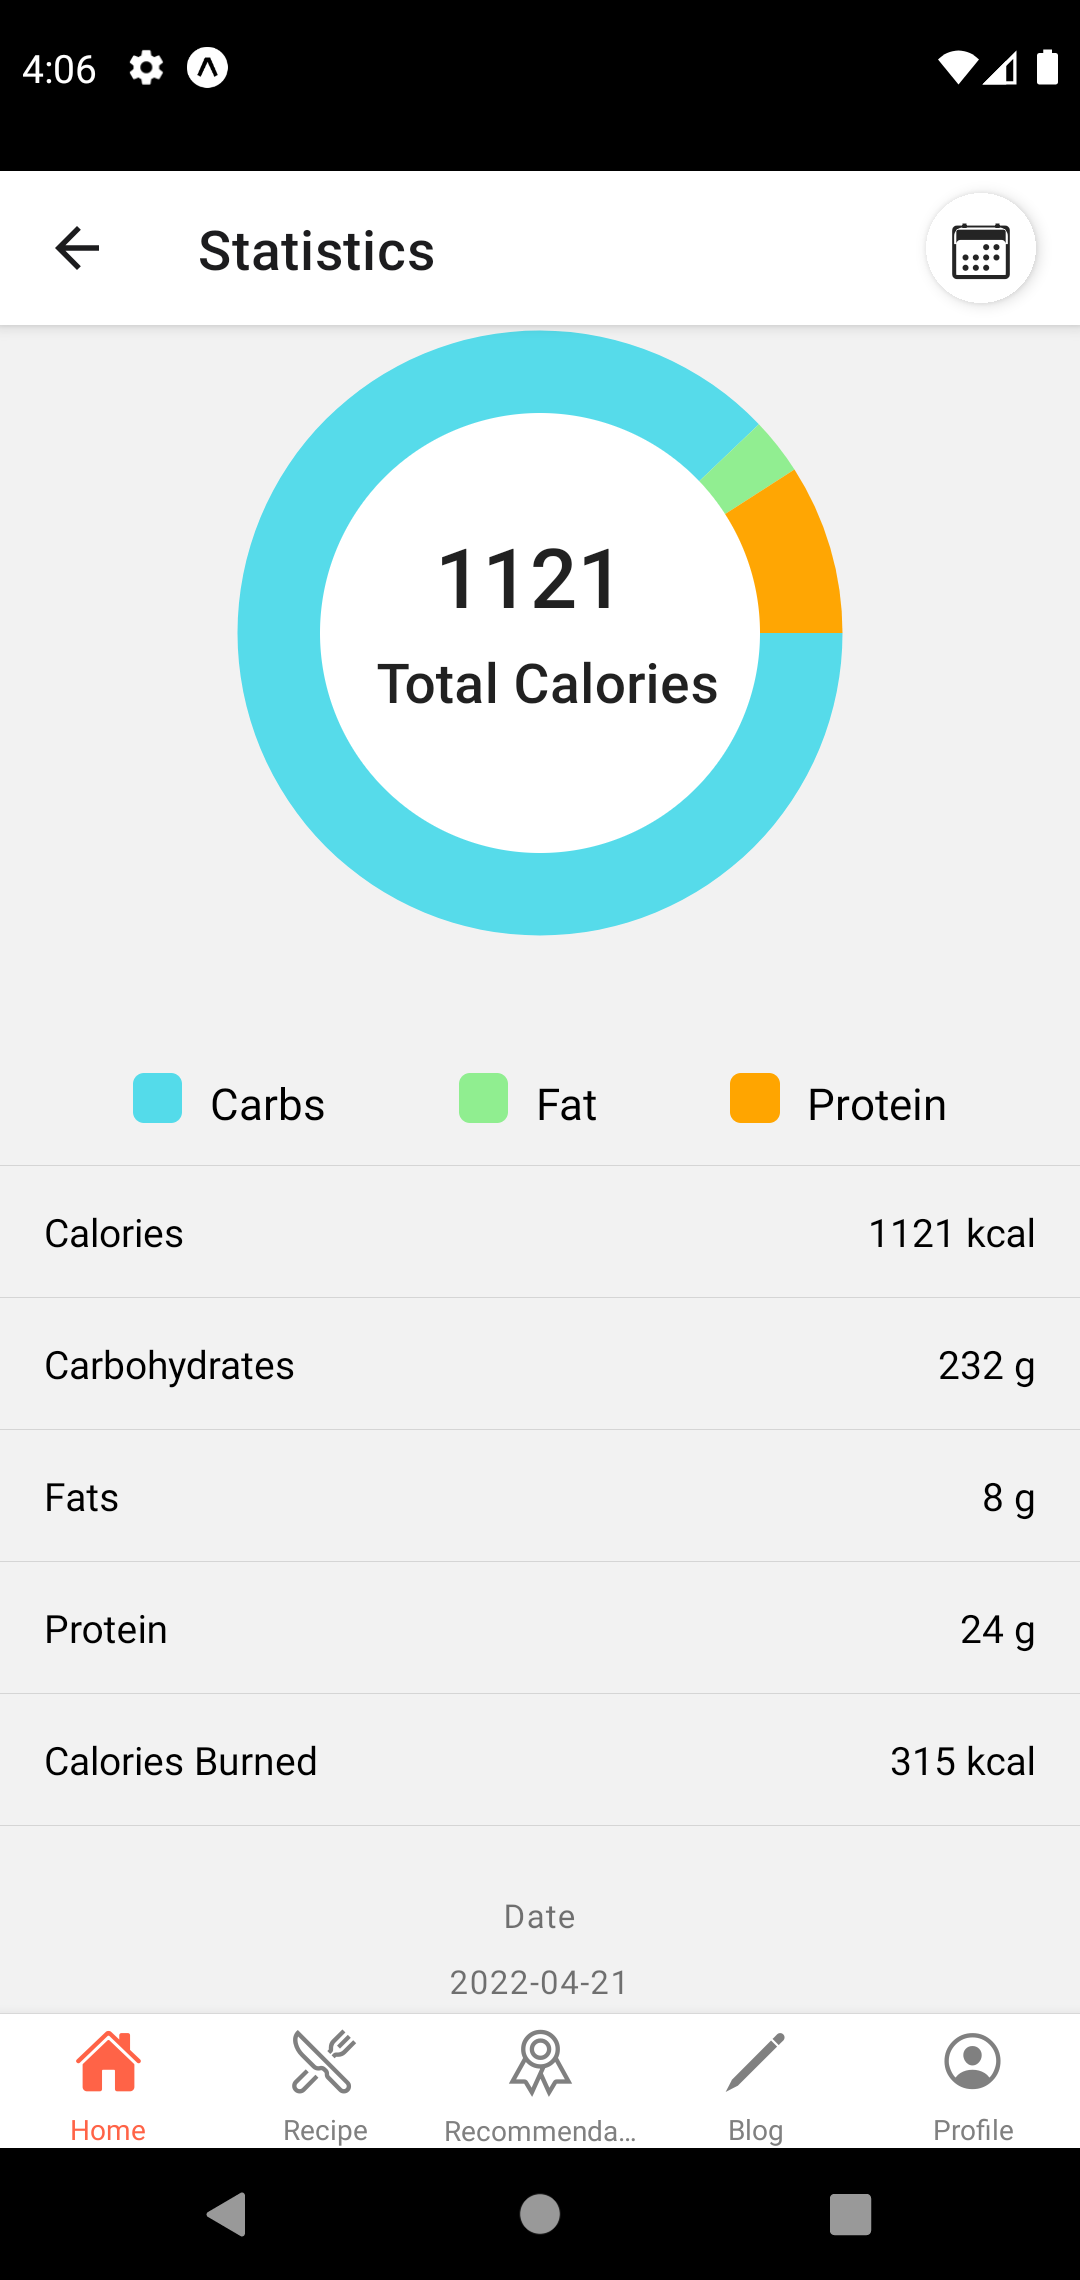 4:06
Statistics
1121
Total Calories
Carbs Fat Protein
Calories 1121 kcal
Carbohydrates 232 g
Fats 8 g
Protein 24 g
Calories Burned 315 kcal
Date
2022-04-21
Home Recipe Recommenda... Blog Profile